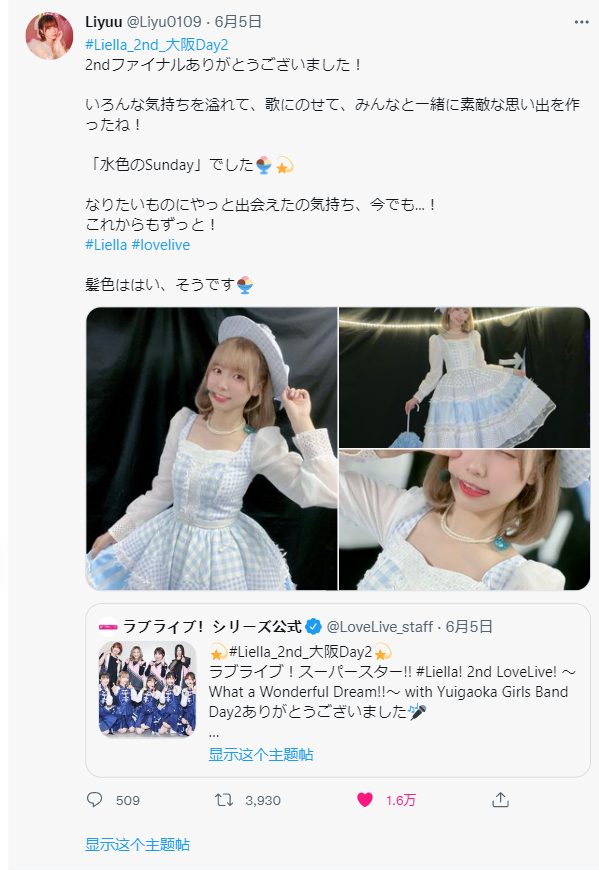 Liyuu @Liyu0109 · 6月5日
#Liella_2nd_大阪Day2
2ndファイナルありがとうございました！
いろんな気持ちを溢れて、歌にのせて、みんなと一緒に素敵な思い出を作
ったね！
「水色のSunday」でした🍨💫
なりたいものにやっと出会えたの気持ち、今でも...！
これからもずっと！
#Liella #lovelive
髪色ははい、そうです🍨
ラブライブ！シリーズ公式 @LoveLive_staff · 6月5日
💫#Liella_2nd_大阪Day2💫
ラブライブ！スーパースター!! #Liella! 2nd LoveLive! ～
What a Wonderful Dream!!～ with Yuigaoka Girls Band
Day2ありがとうございました🎤
...
显示这个主题帖
509 3,930 1.6万
显示这个主题帖